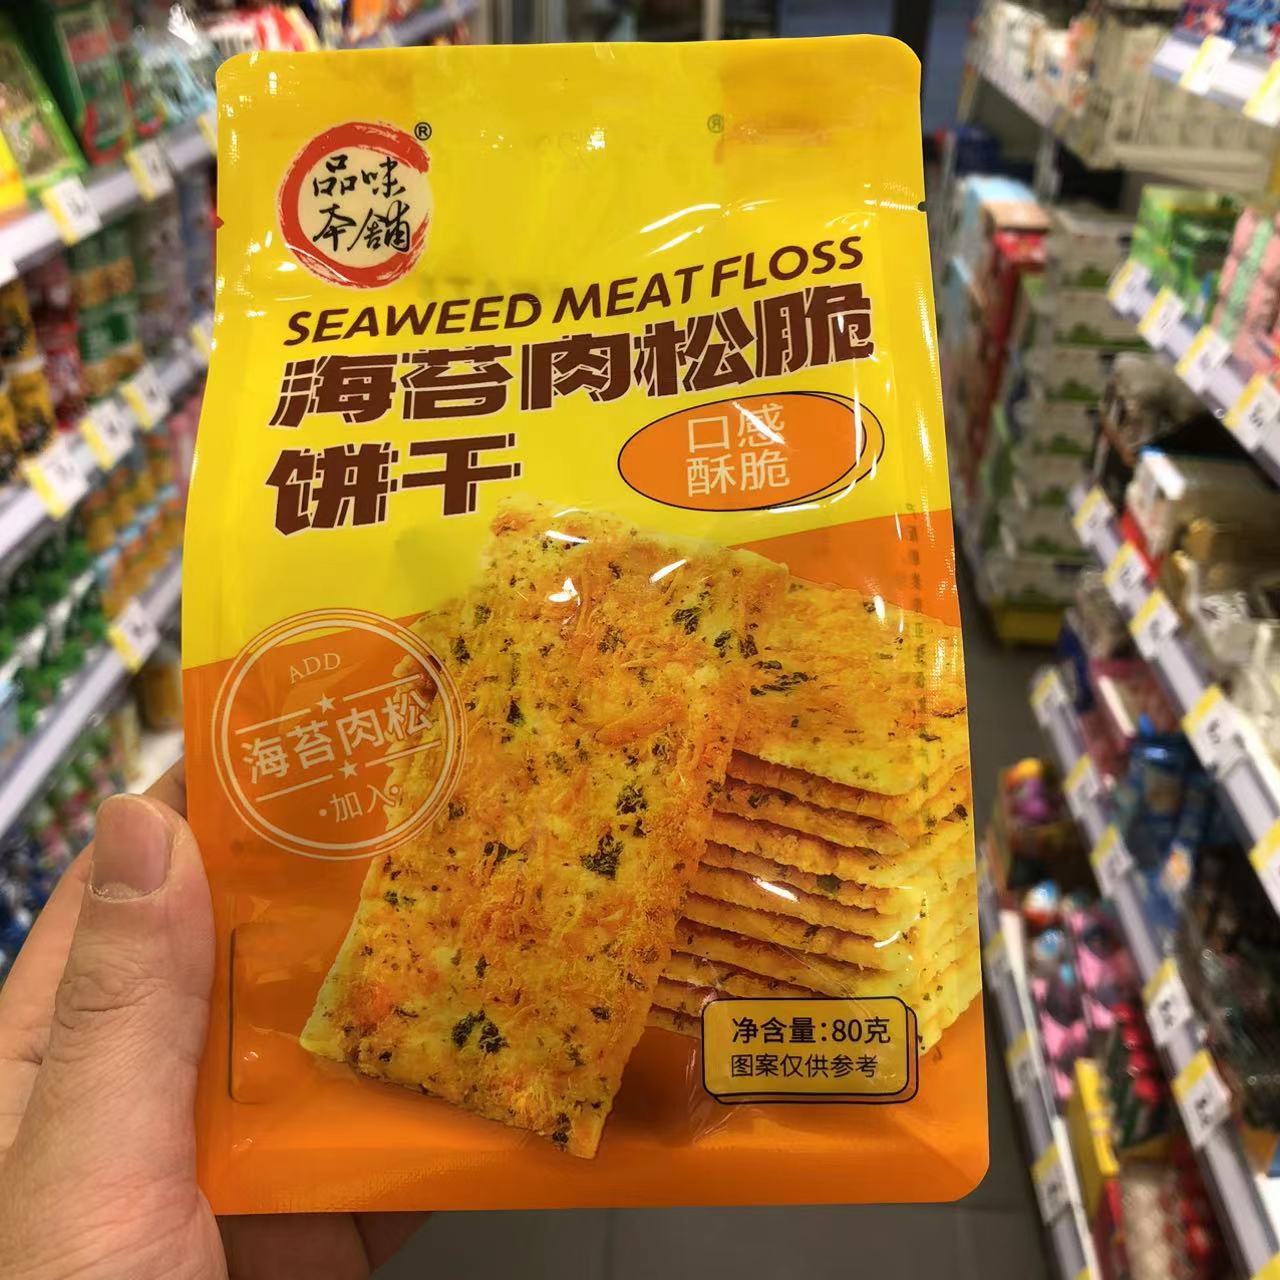 品味
本舖
®
SEAWEED MEAT FLOSS
海苔肉松脆
饼干
口感
酥脆
ADD
海苔肉松
·加入·
净含量:80克
图案仅供参考